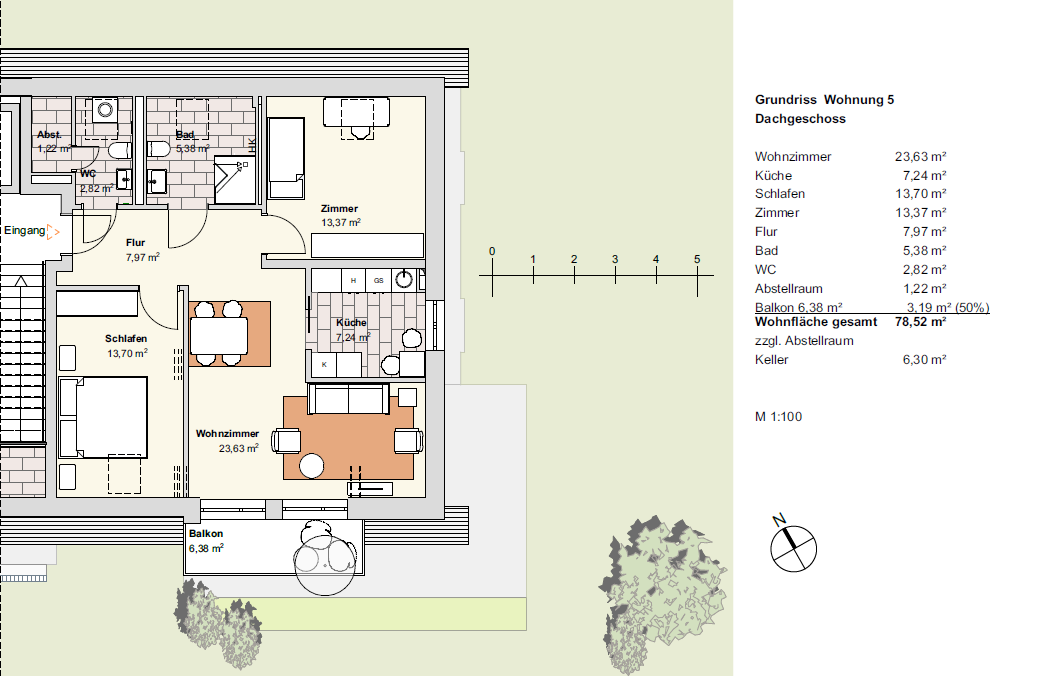 Abst.
1,22 m²
WC
2,82 m²
Bad
5,38 m²
HK
Zimmer
13,37 m²
Eingang
Flur
7,97 m²
H
GS
Küche
7,24 m²
K
Schlafen
13,70 m²
Wohnzimmer
23,63 m²
Balkon
6,38 m²
0 1 2 3 4 5
Grundriss Wohnung 5
Dachgeschoss
Wohnzimmer 23,63 m²
Küche 7,24 m²
Schlafen 13,70 m²
Zimmer 13,37 m²
Flur 7,97 m²
Bad 5,38 m²
WC 2,82 m²
Abstellraum 1,22 m²
Balkon 6,38 m² 3,19 m² (50%)
Wohnfläche gesamt 78,52 m²
zzgl. Abstellraum
Keller 6,30 m²
M 1:100
N